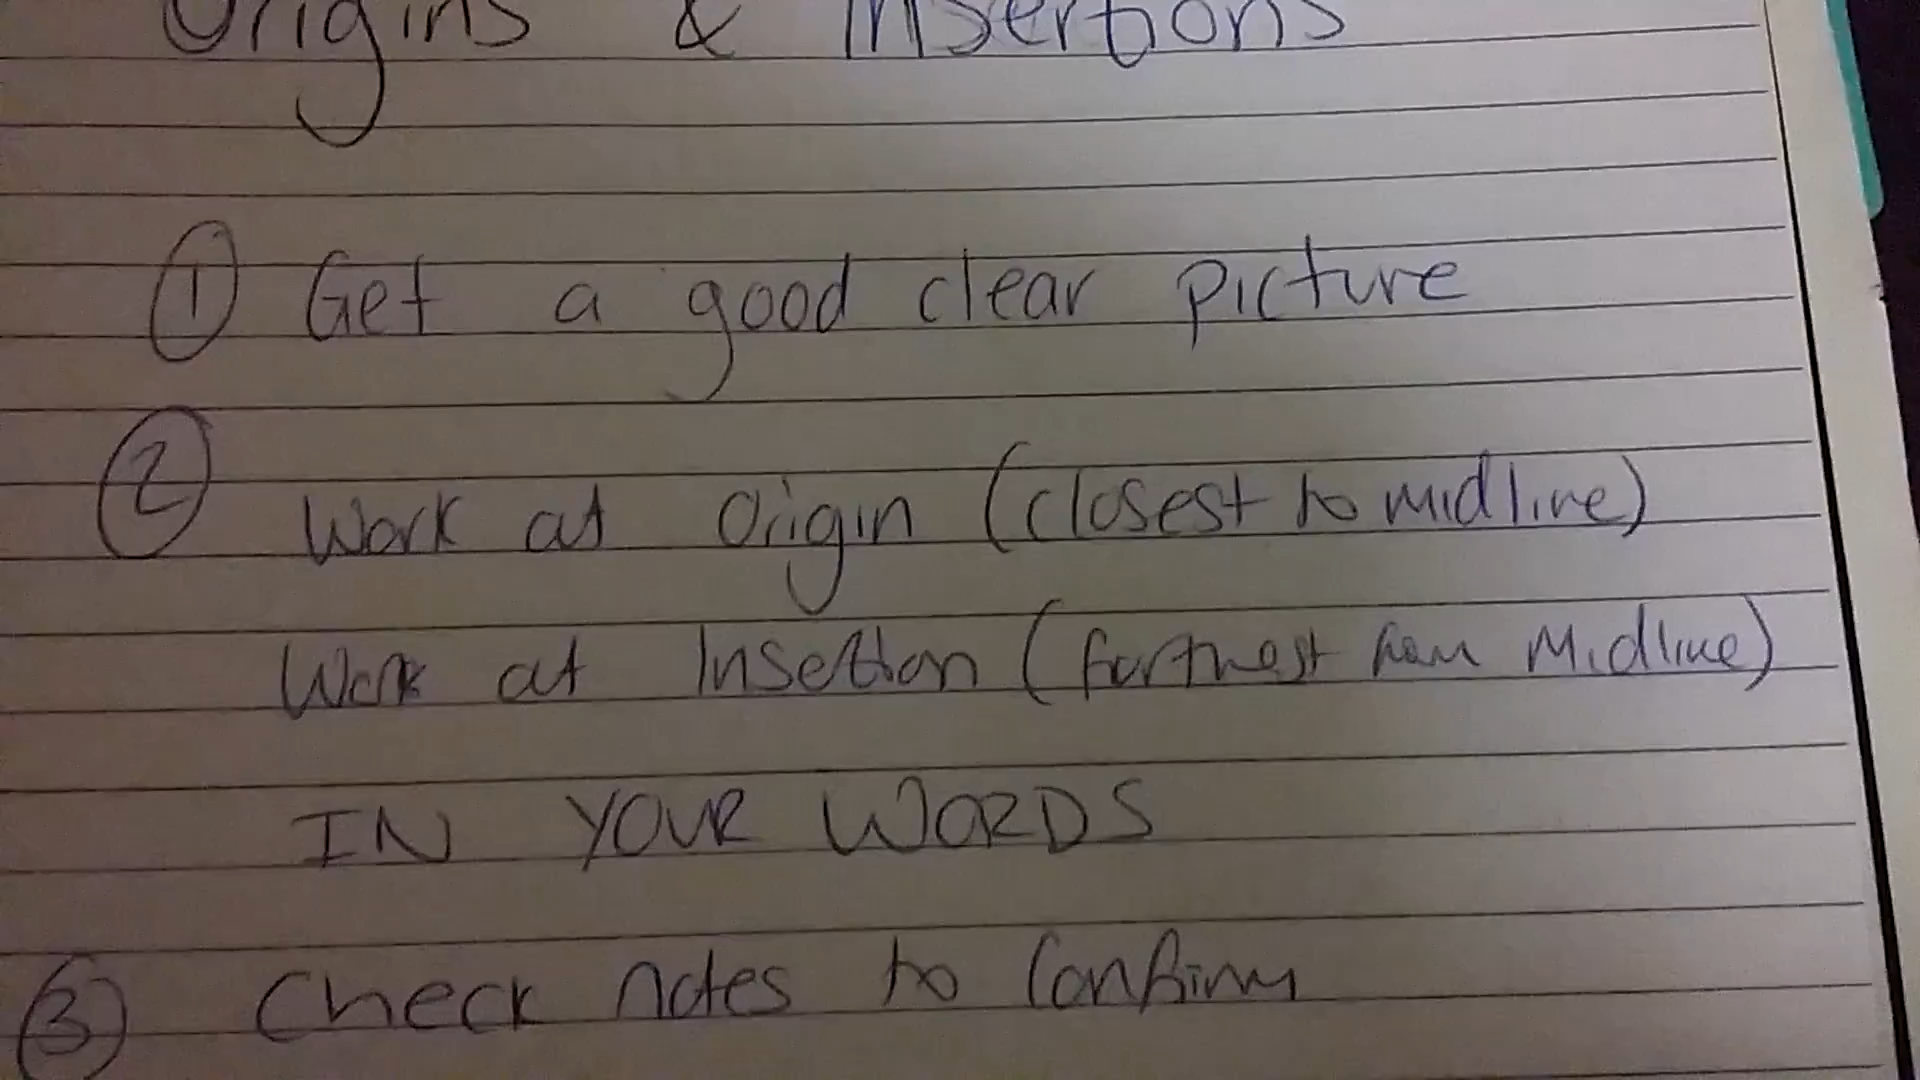 Origins & Insertions
① Get a good clear picture
② Work at Origin (closest to midline)
Work at Insertion (furthest from Midline)
IN YOUR WORDS
③ Check notes to Confirm